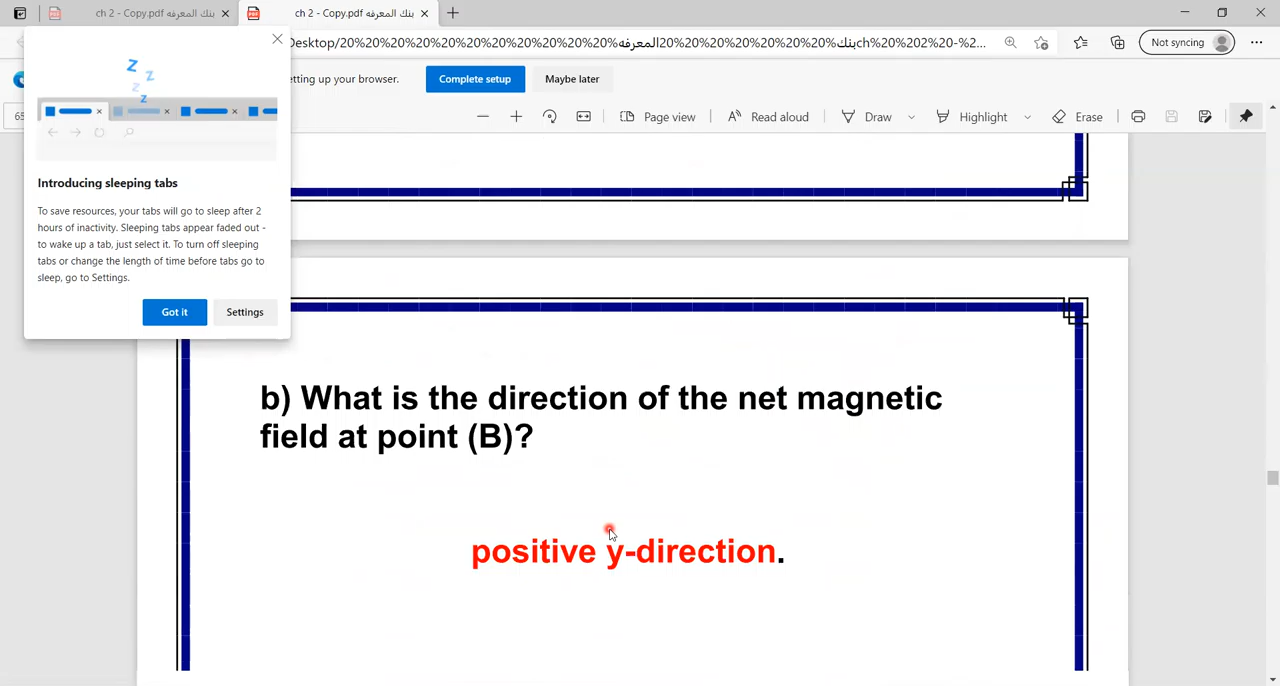 ch 2 - Copy.pdf بنك المعرفه
ch 2 - Copy.pdf بنك المعرفه
Desktop/20%20%20%20%20%20%20%20%20%20%المعرفه20%20%20%20%20%20%بنكch%20%202%20-%2...
Not syncing
etting up your browser.
Complete setup
Maybe later
65
Page view
Read aloud
Draw
Highlight
Erase
z z z z
Introducing sleeping tabs
To save resources, your tabs will go to sleep after 2
hours of inactivity. Sleeping tabs appear faded out -
to wake up a tab, just select it. To turn off sleeping
tabs or change the length of time before tabs go to
sleep, go to Settings.
Got it
Settings
b) What is the direction of the net magnetic
field at point (B)?
positive y-direction.